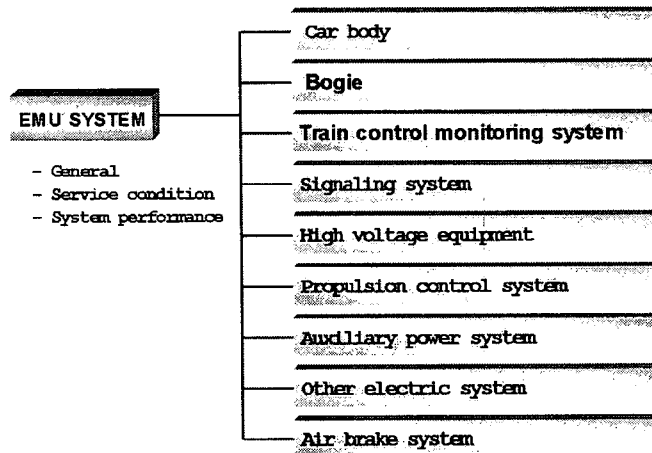 EMU SYSTEM
- General
- Service condition
- System performance
Car body
Bogie
Train control monitoring system
Signaling system
High voltage equipment
Propulsion control system
Auxiliary power system
Other electric system
Air brake system